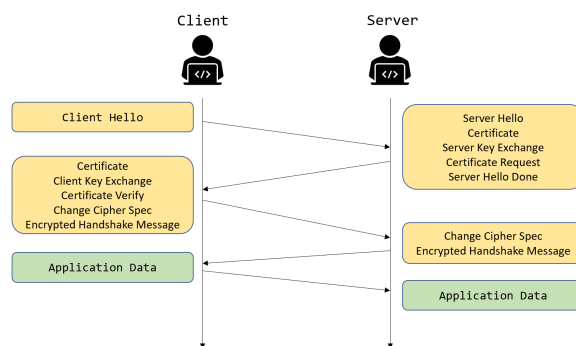 Client
Server
</>
</>
Client Hello
Server Hello
Certificate
Server Key Exchange
Certificate Request
Server Hello Done
Certificate
Client Key Exchange
Certificate Verify
Change Cipher Spec
Encrypted Handshake Message
Change Cipher Spec
Encrypted Handshake Message
Application Data
Application Data